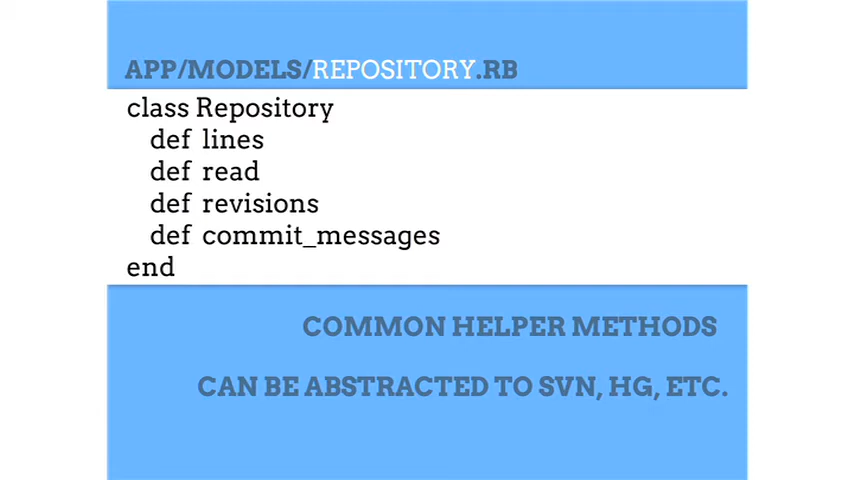 APP/MODELS/REPOSITORY.RB
class Repository
def lines
def read
def revisions
def commit_messages
end
COMMON HELPER METHODS
CAN BE ABSTRACTED TO SVN, HG, ETC.